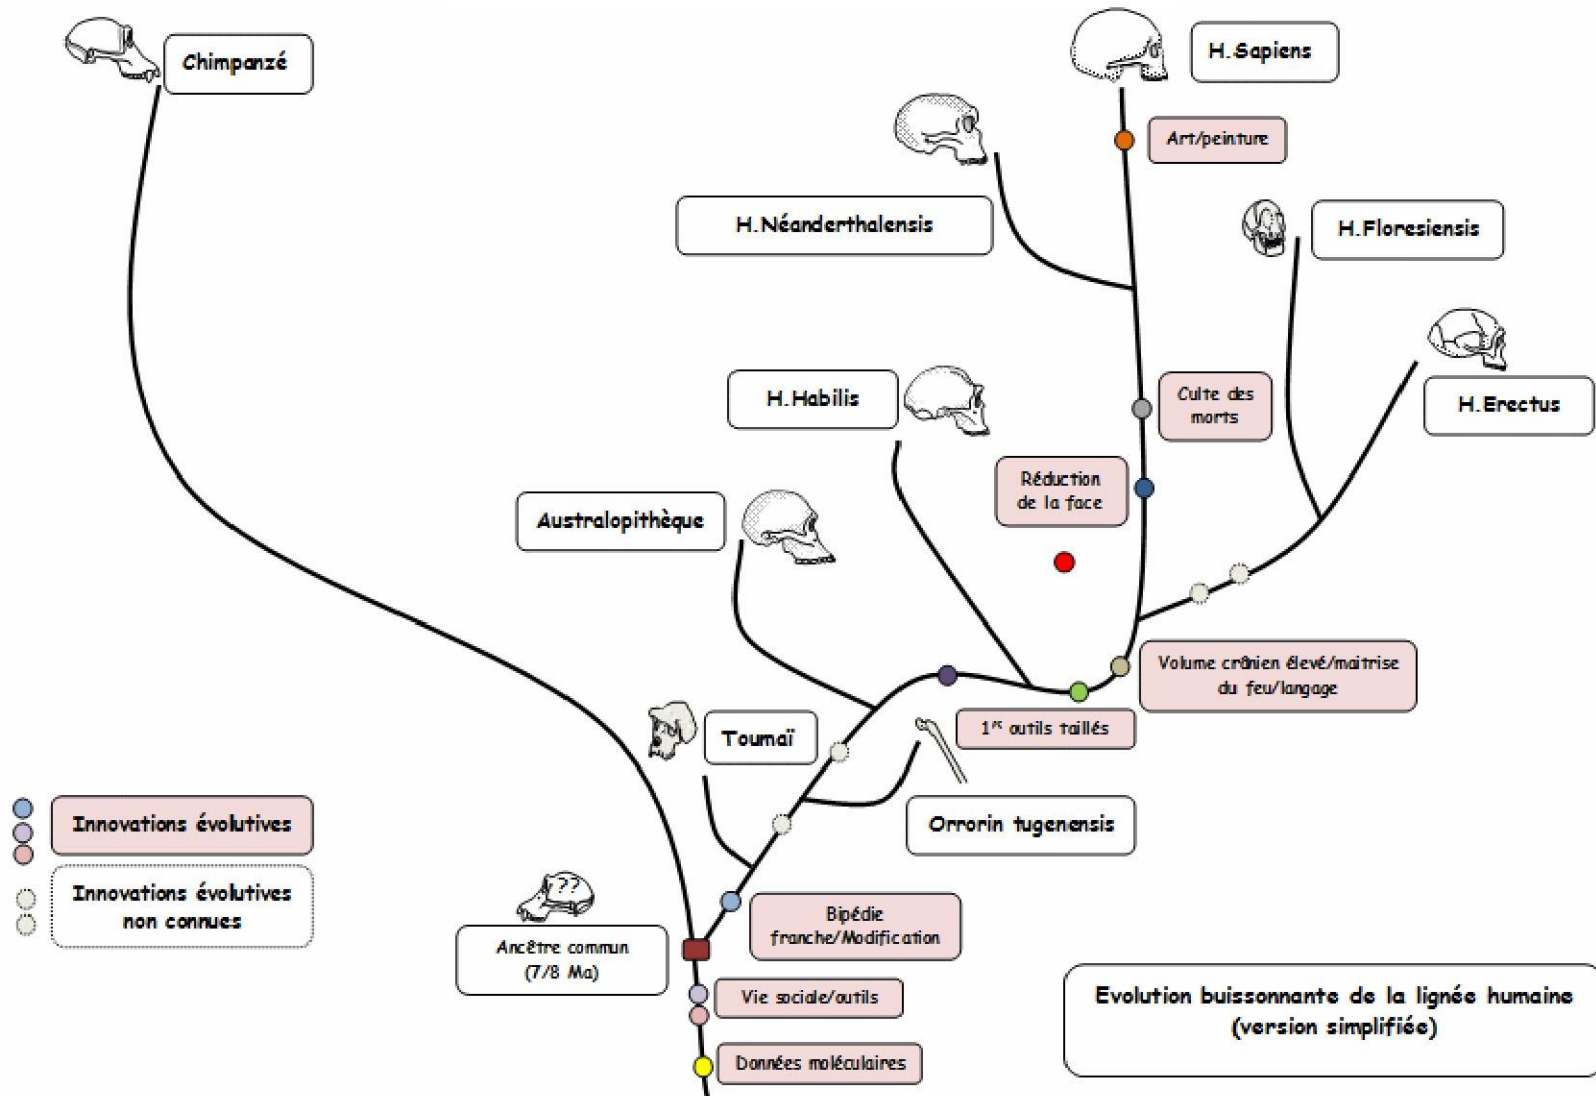 Chimpanzé
H.Sapiens
Art/peinture
H.Néanderthalensis
H.Floresiensis
H.Habilis
Culte des
morts
H.Erectus
Réduction
de la face
Australopithèque
Volume crânien élevé/maitrise
du feu/langage
Toumaï
1rs outils taillés
Orrorin tugenensis
Innovations évolutives
Innovations évolutives
non connues
??
Ancêtre commun
(7/8 Ma)
Bipédie
franche/Modification
Vie sociale/outils
Données moléculaires
Evolution buissonnante de la lignée humaine
(version simplifiée)